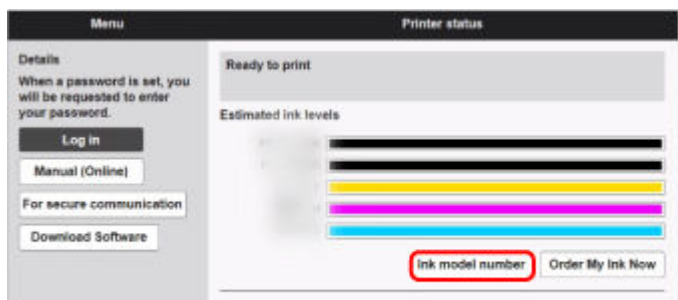 Menu
Printer status
Details
When a password is set, you
will be requested to enter
your password.
Log in
Manual (Online)
For secure communication
Download Software
Ready to print
Estimated ink levels
Ink model number
Order My Ink Now